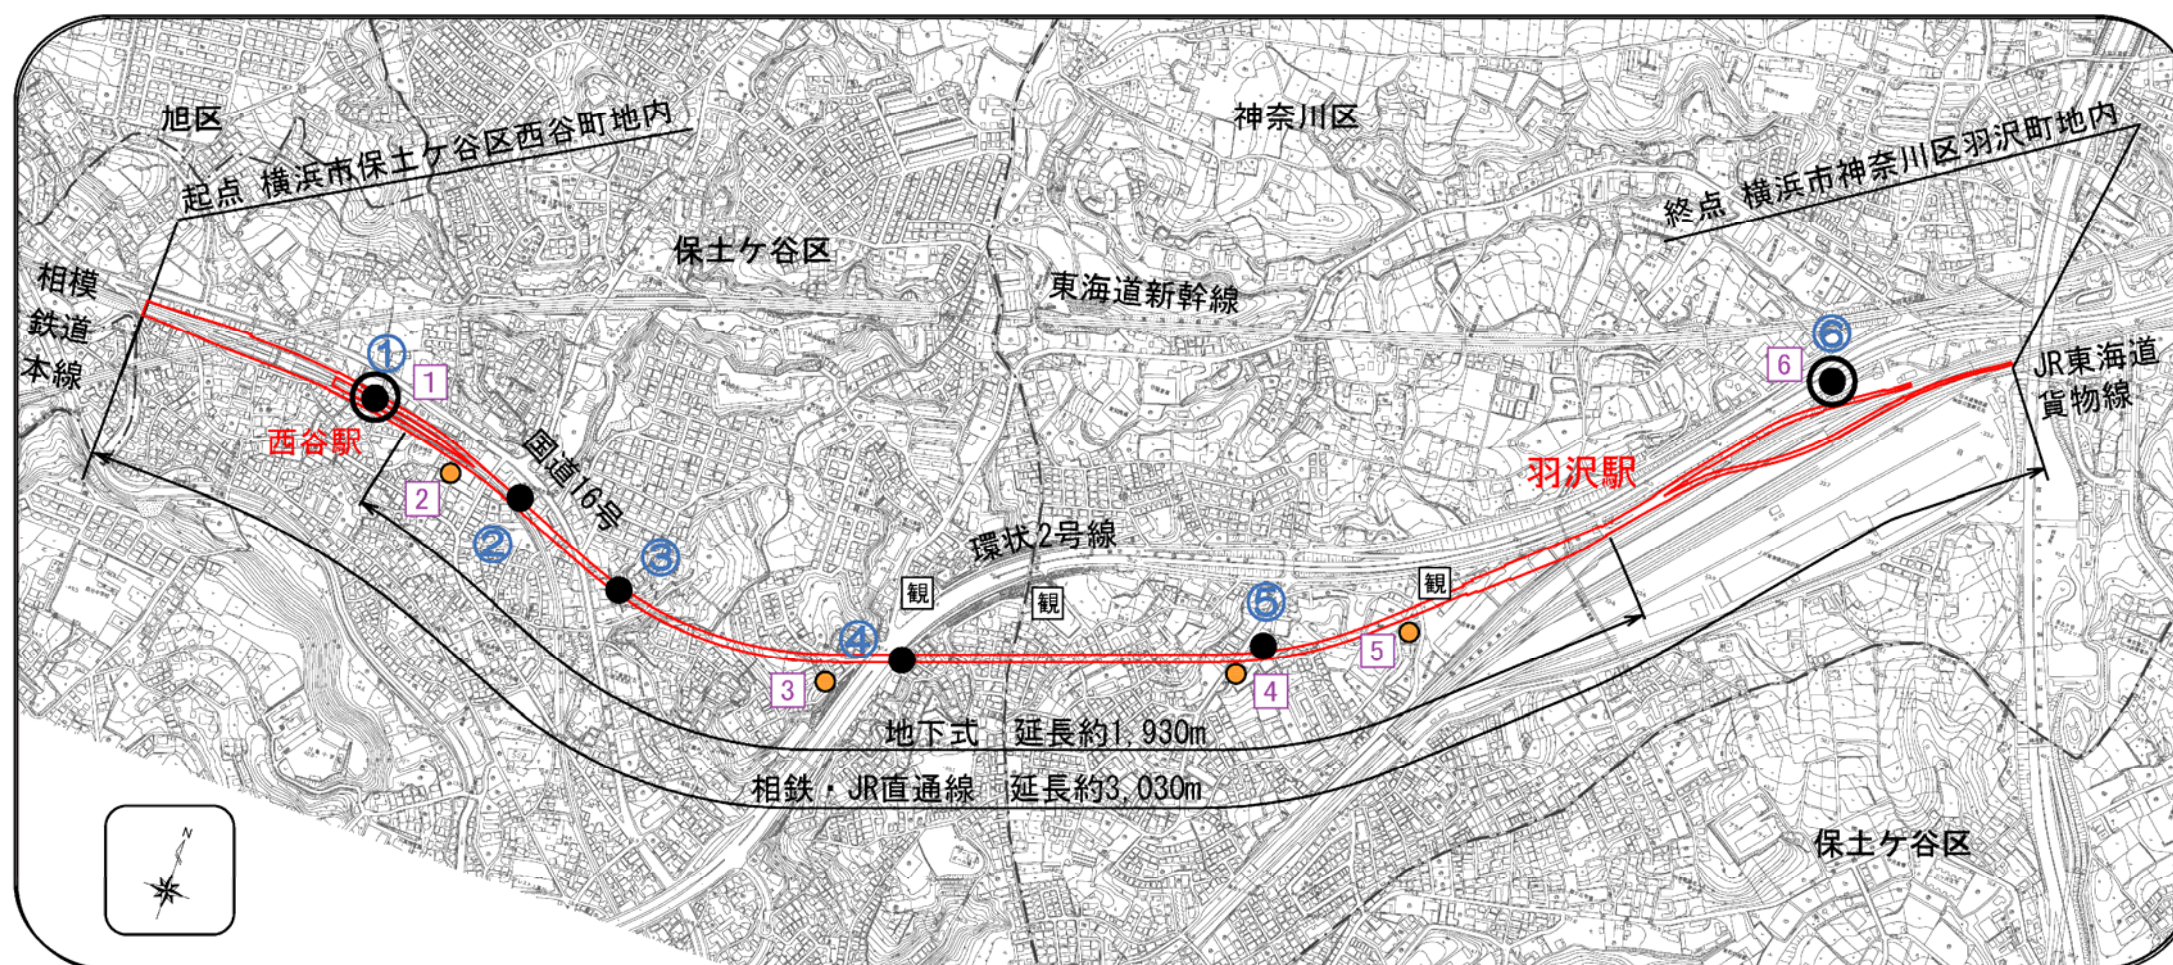 旭区
起点 横浜市保土ケ谷区西谷町地内
神奈川区
終点 横浜市神奈川区羽沢町地内
保土ケ谷区
東海道新幹線
相模
鉄道
本線
①
1
西谷駅
2
②
国道16号
③
④
3
観
環状2号線
観
⑤
4
5
観
羽沢駅
⑥
6
JR東海道
貨物線
地下式 延長約1,930m
相鉄・JR直通線 延長約3,030m
保土ケ谷区
N